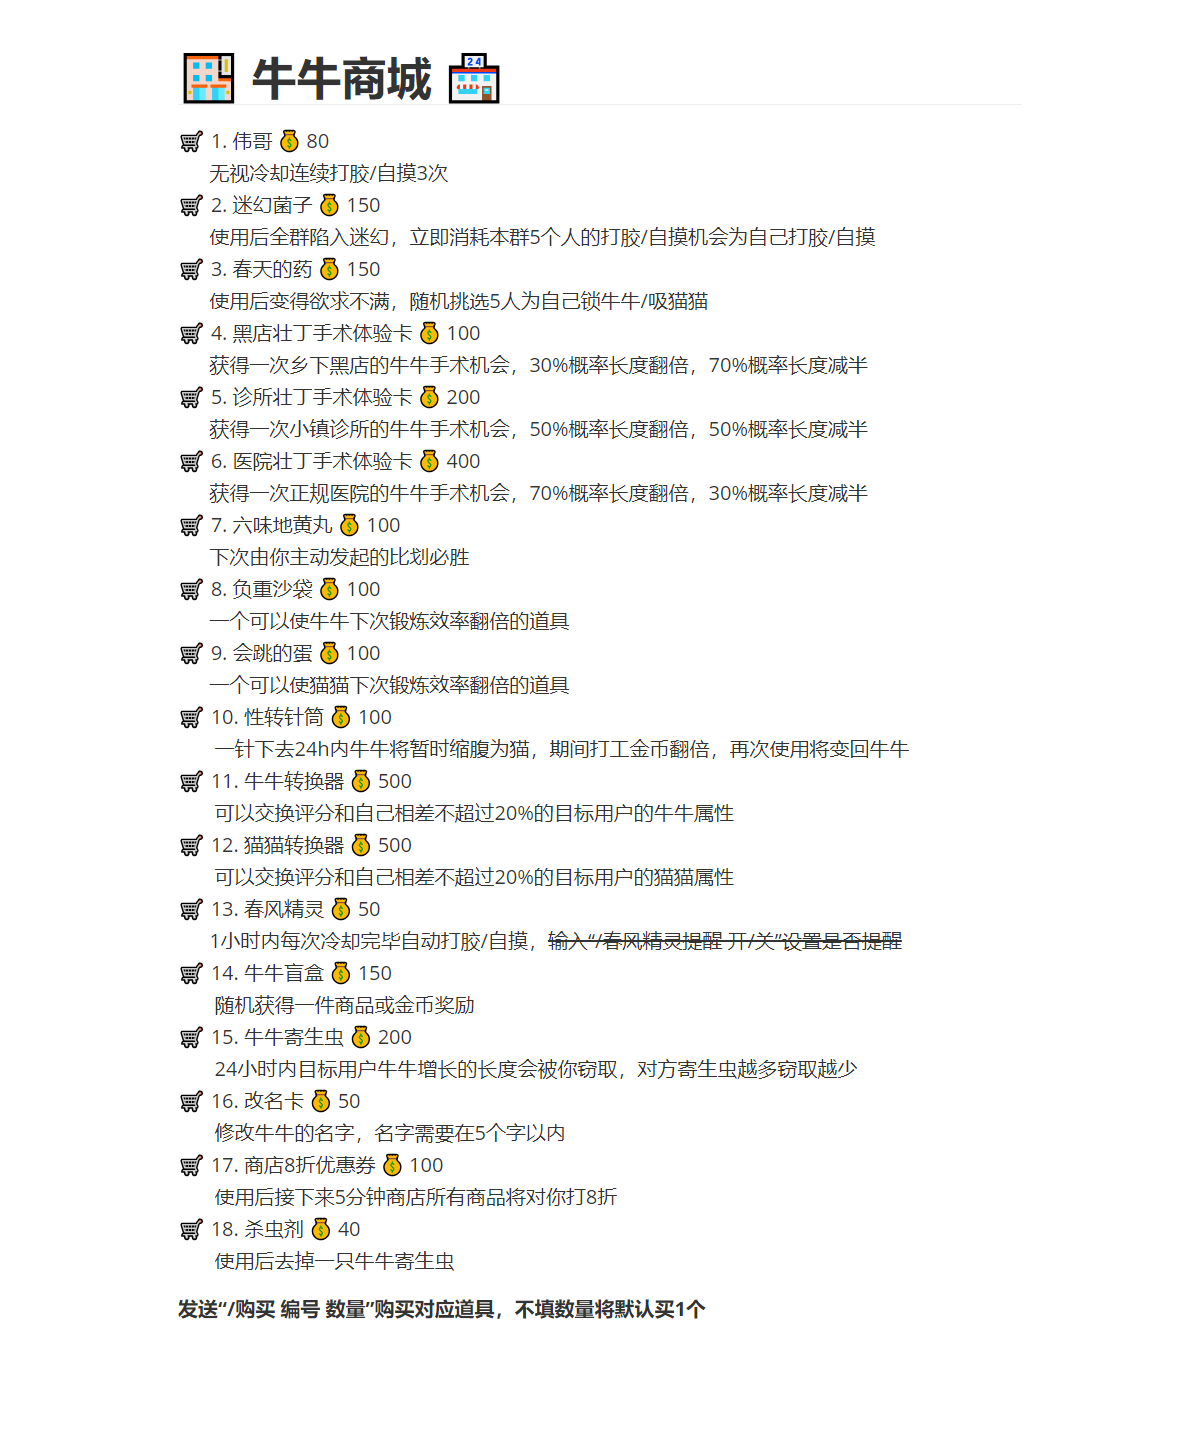 牛牛商城
1. 伟哥 80
无视冷却连续打胶/自摸3次
2. 迷幻菌子 150
使用后全群陷入迷幻，立即消耗本群5个人的打胶/自摸机会为自己打胶/自摸
3. 春天的药 150
使用后变得欲求不满，随机挑选5人为自己锁牛牛/吸猫猫
4. 黑店壮丁手术体验卡 100
获得一次乡下黑店的牛牛手术机会，30%概率长度翻倍，70%概率长度减半
5. 诊所壮丁手术体验卡 200
获得一次小镇诊所的牛牛手术机会，50%概率长度翻倍，50%概率长度减半
6. 医院壮丁手术体验卡 400
获得一次正规医院的牛牛手术机会，70%概率长度翻倍，30%概率长度减半
7. 六味地黄丸 100
下次由你主动发起的比划必胜
8. 负重沙袋 100
一个可以使牛牛下次锻炼效率翻倍的道具
9. 会跳的蛋 100
一个可以使猫猫下次锻炼效率翻倍的道具
10. 性转针筒 100
一针下去24h内牛牛将暂时缩腹为猫，期间打工金币翻倍，再次使用将变回牛牛
11. 牛牛转换器 500
可以交换评分和自己相差不超过20%的目标用户的牛牛属性
12. 猫猫转换器 500
可以交换评分和自己相差不超过20%的目标用户的猫猫属性
13. 春风精灵 50
1小时内每次冷却完毕自动打胶/自摸，输入“/春风精灵提醒 开/关”设置是否提醒
14. 牛牛盲盒 150
随机获得一件商品或金币奖励
15. 牛牛寄生虫 200
24小时内目标用户牛牛增长的长度会被你窃取，对方寄生虫越多窃取越少
16. 改名卡 50
修改牛牛的名字，名字需要在5个字以内
17. 商店8折优惠券 100
使用后接下来5分钟商店所有商品将对你打8折
18. 杀虫剂 40
使用后去掉一只牛牛寄生虫
发送“/购买 编号 数量”购买对应道具，不填数量将默认买1个